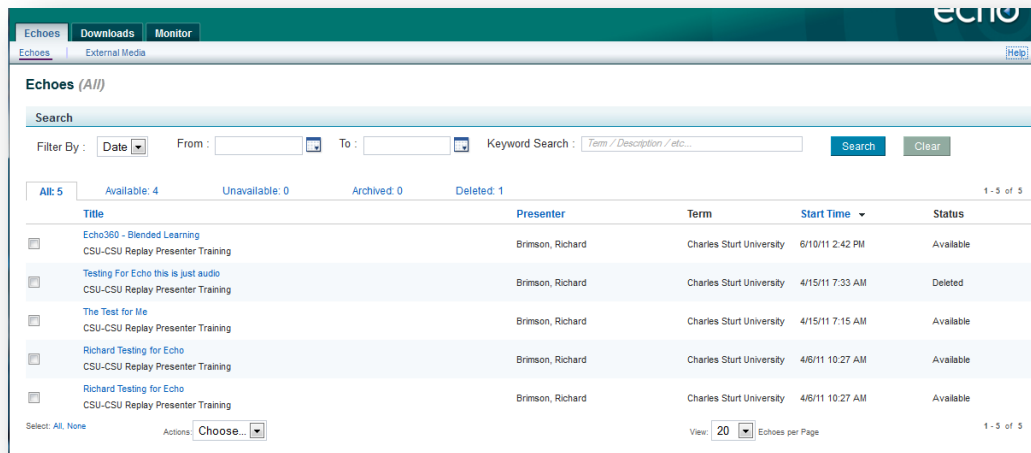 echo
Echoes Downloads Monitor
Echoes External Media Help
Echoes (All)
Search
Filter By : Date From : To : Keyword Search : Term / Description / etc... Search Clear
All: 5 Available: 4 Unavailable: 0 Archived: 0 Deleted: 1 1 - 5 of 5
Title Presenter Term Start Time Status
Echo360 - Blended Learning
CSU-CSU Replay Presenter Training Brimson, Richard Charles Sturt University 6/10/11 2:42 PM Available
Testing For Echo this is just audio
CSU-CSU Replay Presenter Training Brimson, Richard Charles Sturt University 4/15/11 7:33 AM Deleted
The Test for Me
CSU-CSU Replay Presenter Training Brimson, Richard Charles Sturt University 4/15/11 7:15 AM Available
Richard Testing for Echo
CSU-CSU Replay Presenter Training Brimson, Richard Charles Sturt University 4/6/11 10:27 AM Available
Richard Testing for Echo
CSU-CSU Replay Presenter Training Brimson, Richard Charles Sturt University 4/6/11 10:27 AM Available
Select: All, None Actions: Choose... View: 20 Echoes per Page 1 - 5 of 5